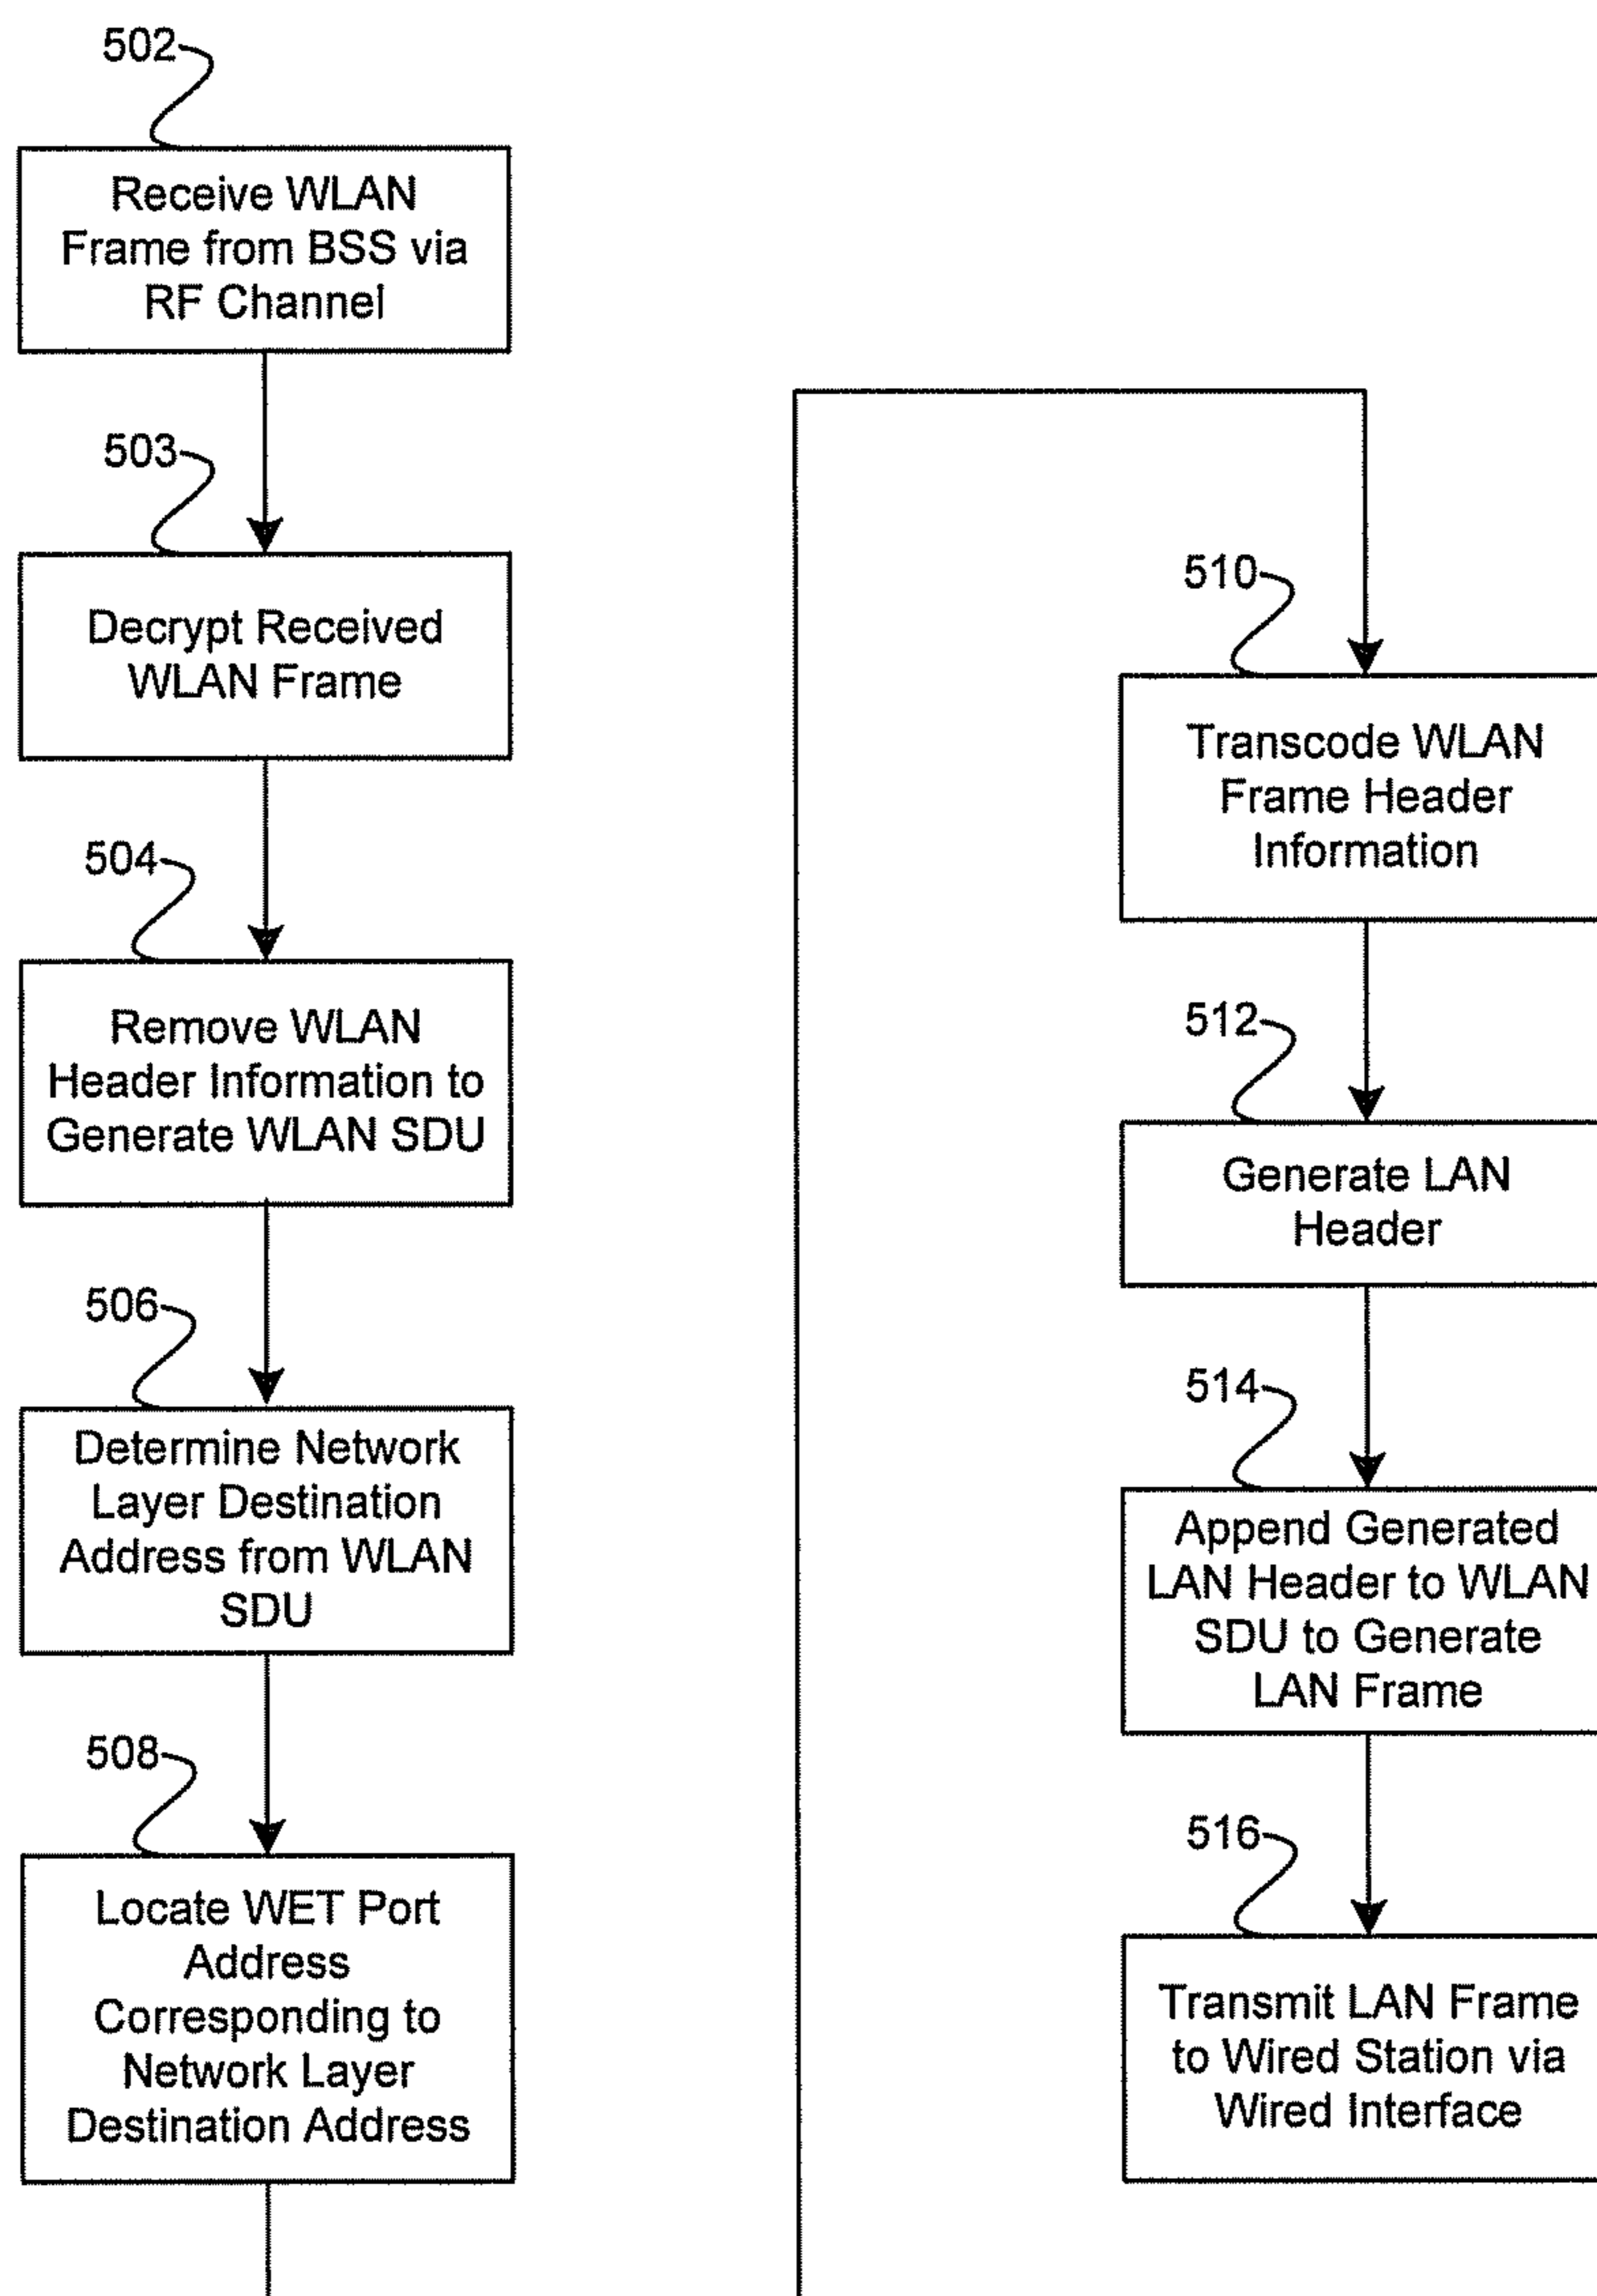 502
Receive WLAN
Frame from BSS via
RF Channel
503
Decrypt Received
WLAN Frame
504
Remove WLAN
Header Information to
Generate WLAN SDU
506
Determine Network
Layer Destination
Address from WLAN
SDU
508
Locate WET Port
Address
Corresponding to
Network Layer
Destination Address
510
Transcode WLAN
Frame Header
Information
512
Generate LAN
Header
514
Append Generated
LAN Header to WLAN
SDU to Generate
LAN Frame
516
Transmit LAN Frame
to Wired Station via
Wired Interface